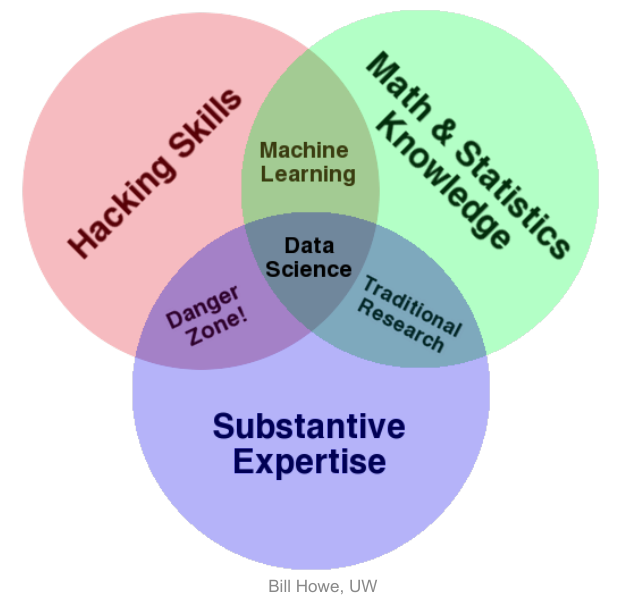 Hacking Skills
Math & Statistics
Knowledge
Machine
Learning
Data
Science
Danger
Zone!
Traditional
Research
Substantive
Expertise
Bill Howe, UW